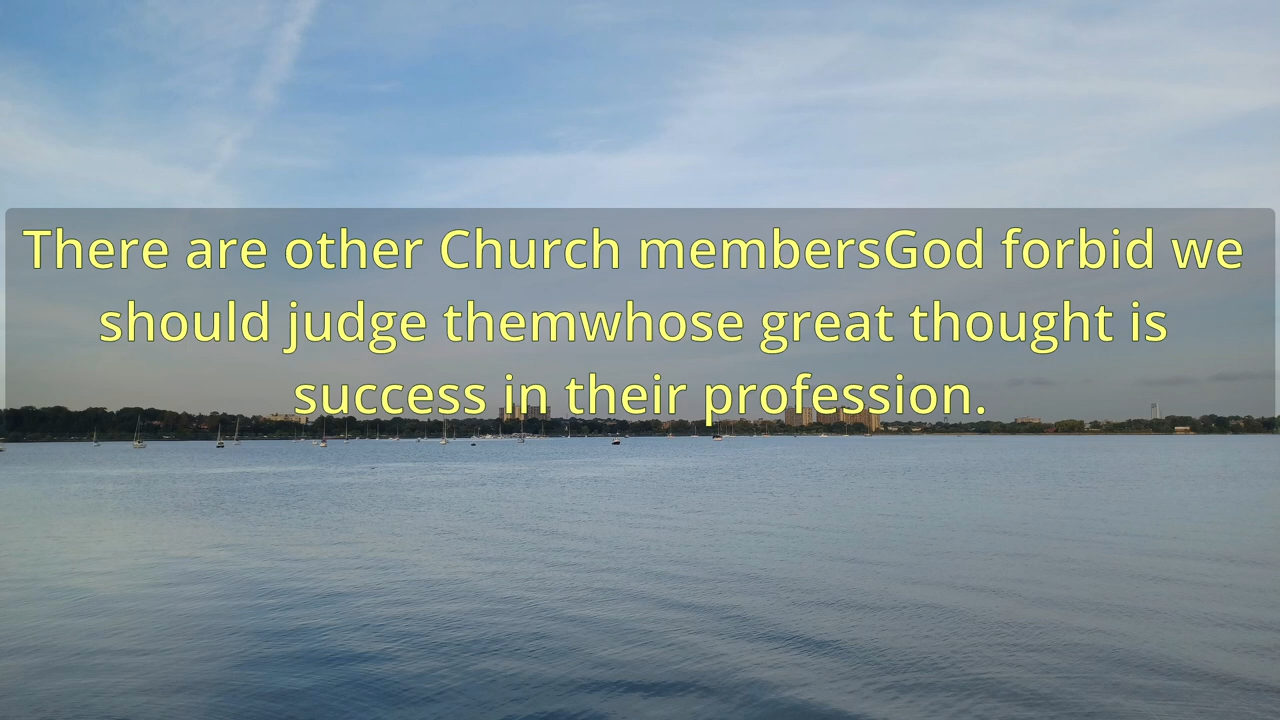 There are other Church membersGod forbid we
should judge themwhose great thought is
success in their profession.